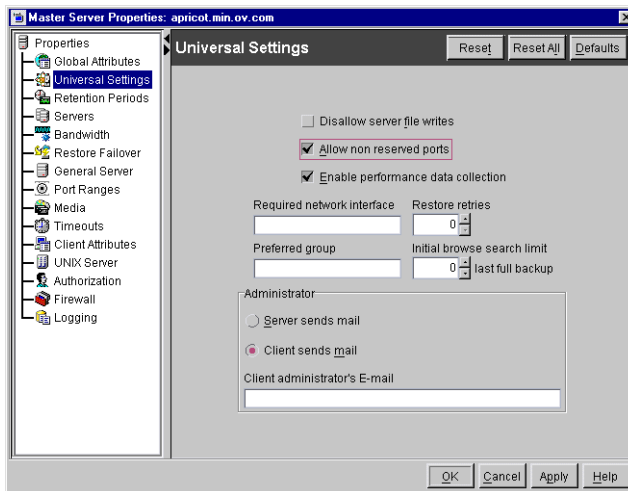 Master Server Properties: apricot.min.ov.com
Properties
Global Attributes
Universal Settings
Retention Periods
Servers
Bandwidth
Restore Failover
General Server
Port Ranges
Media
Timeouts
Client Attributes
UNIX Server
Authorization
Firewall
Logging
Universal Settings
Reset Reset All Defaults
Disallow server file writes
Allow non reserved ports
Enable performance data collection
Required network interface Restore retries
0
Preferred group Initial browse search limit
0 last full backup
Administrator
Server sends mail
Client sends mail
Client administrator's E-mail
OK Cancel Apply Help